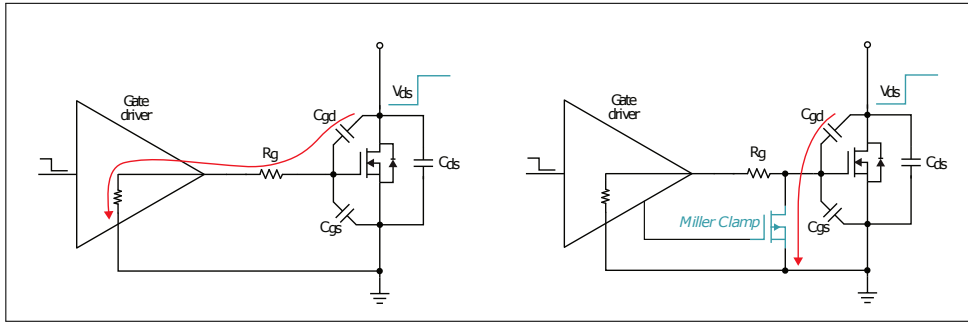 Gate
driver
Rg
Cgd
Vds
Cds
Cgs
Gate
driver
Rg
Cgd
Vds
Cds
Cgs
Miller Clamp